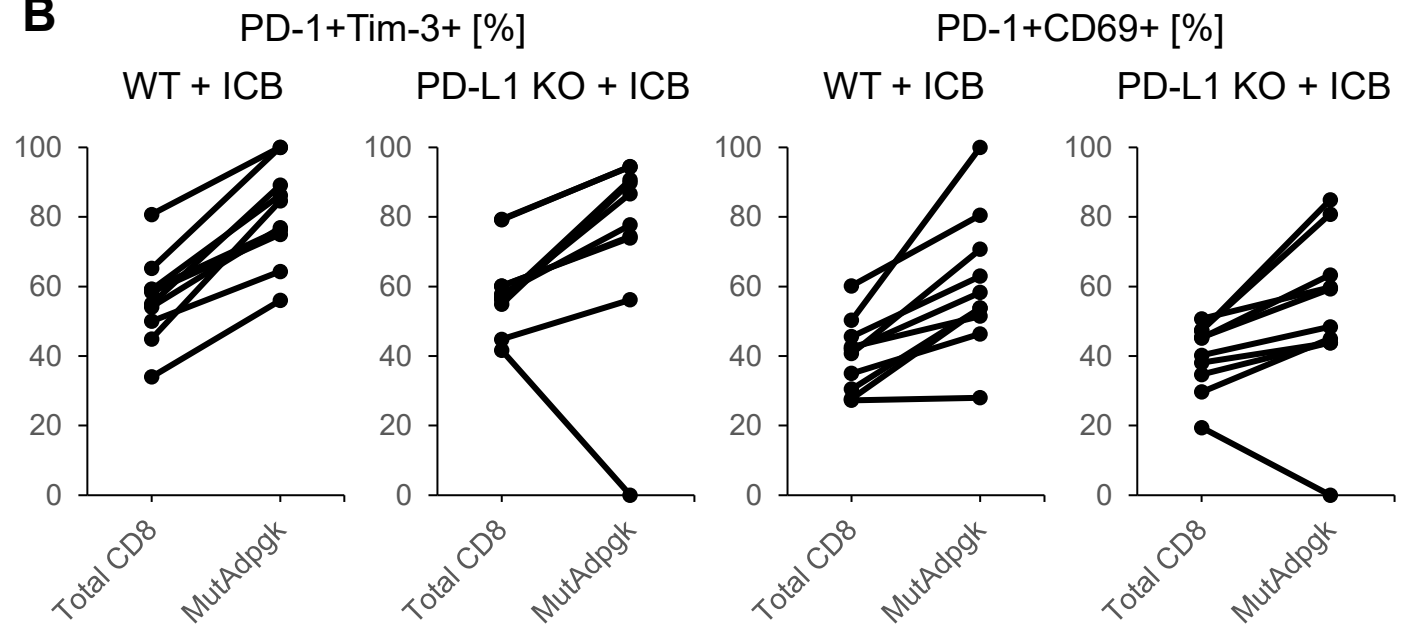 B
PD-1+Tim-3+ [%]
PD-1+CD69+ [%]
WT + ICB
PD-L1 KO + ICB
WT + ICB
PD-L1 KO + ICB
100
80
60
40
20
0
Total CD8
MutAdpgk
100
80
60
40
20
0
Total CD8
MutAdpgk
100
80
60
40
20
0
Total CD8
MutAdpgk
100
80
60
40
20
0
Total CD8
MutAdpgk